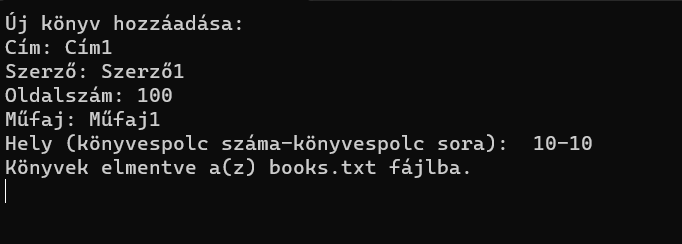 Új könyv hozzáadása:
Cím: Cím1
Szerző: Szerző1
Oldalszám: 100
Műfaj: Műfaj1
Hely (könyvespolc száma-könyvespolc sora):  10-10
Könyvek elmentve a(z) books.txt fájlba.